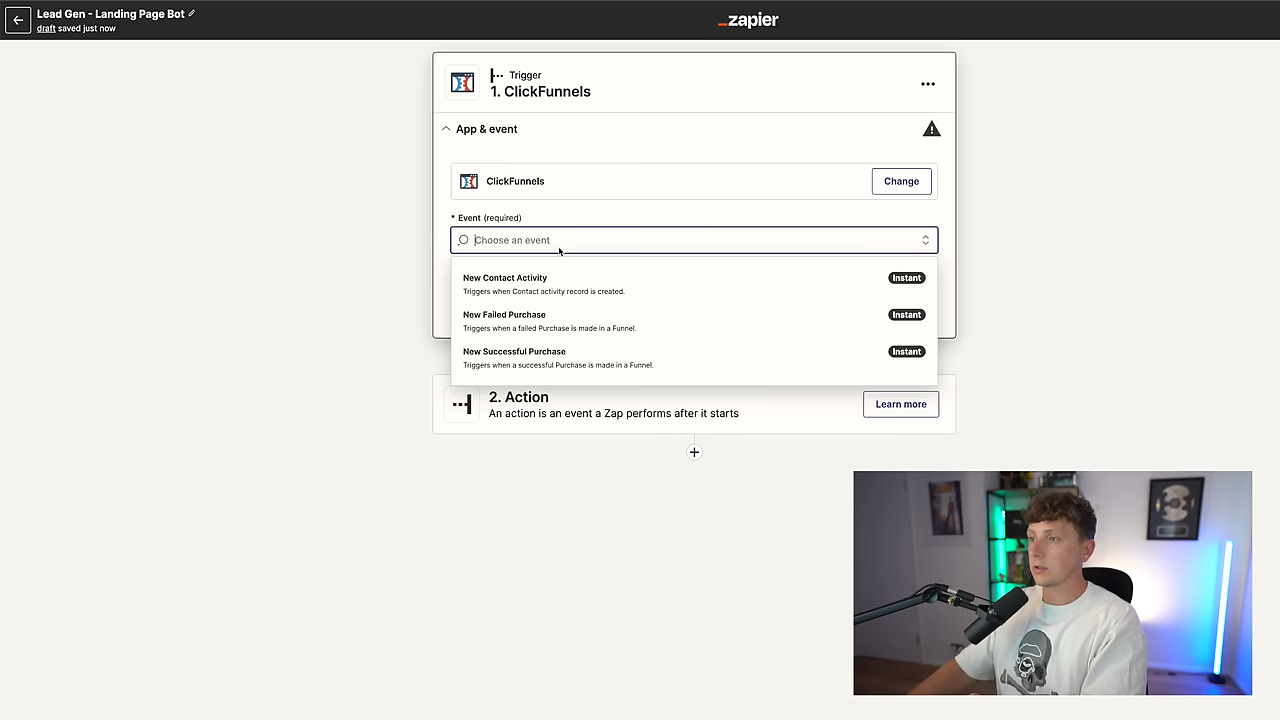 Lead Gen - Landing Page Bot
draft saved just now
_zapier
Trigger
1. ClickFunnels
App & event
ClickFunnels
Change
* Event (required)
Choose an event
New Contact Activity
Instant
Triggers when Contact activity record is created.
New Failed Purchase
Instant
Triggers when a failed Purchase is made in a Funnel.
New Successful Purchase
Instant
Triggers when a successful Purchase is made in a Funnel.
2. Action
An action is an event a Zap performs after it starts
Learn more